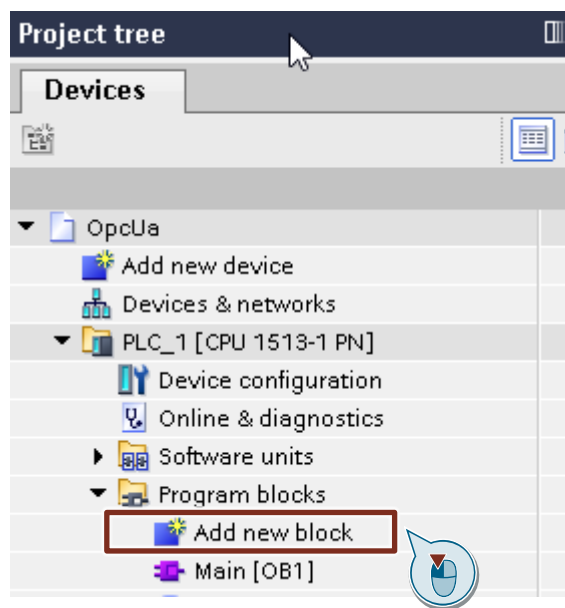 Project tree
Devices
OpcUa
Add new device
Devices & networks
PLC_1 [CPU 1513-1 PN]
Device configuration
Online & diagnostics
Software units
Program blocks
Add new block
Main [OB1]